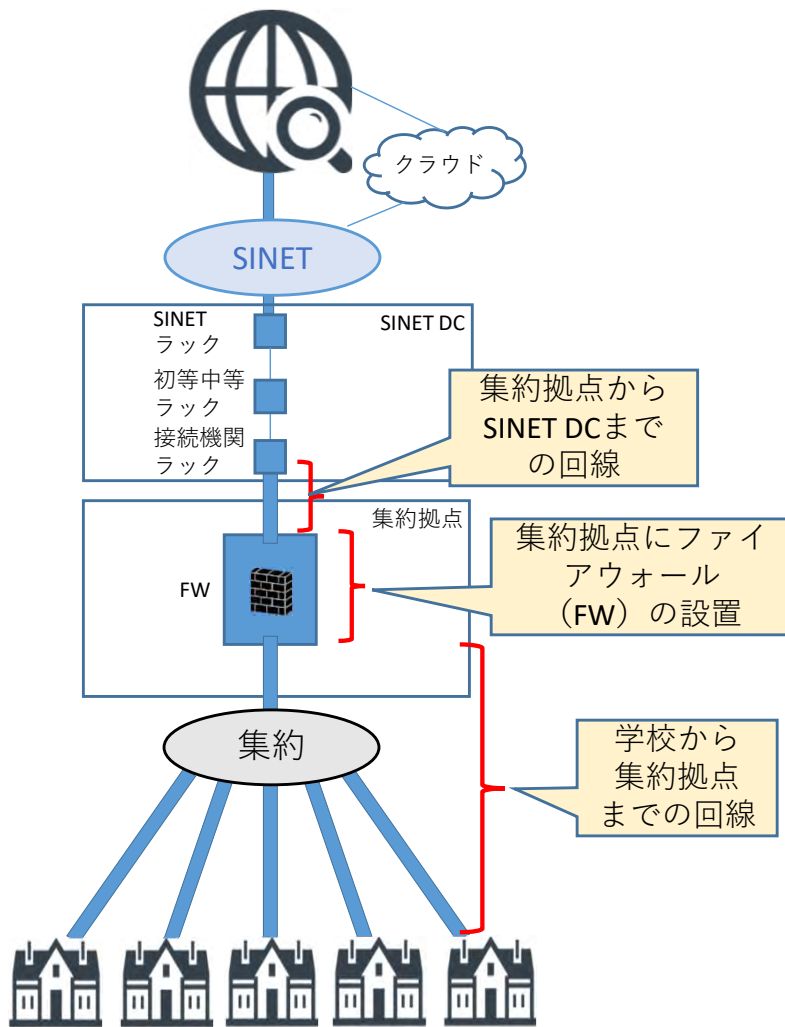 クラウド
SINET
SINET
ラック
SINET DC
初等中等
ラック
接続機関
ラック
集約拠点から
SINET DCまで
の回線
集約拠点
FW
集約拠点にファイ
アウォール
（FW）の設置
集約
学校から
集約拠点
までの回線